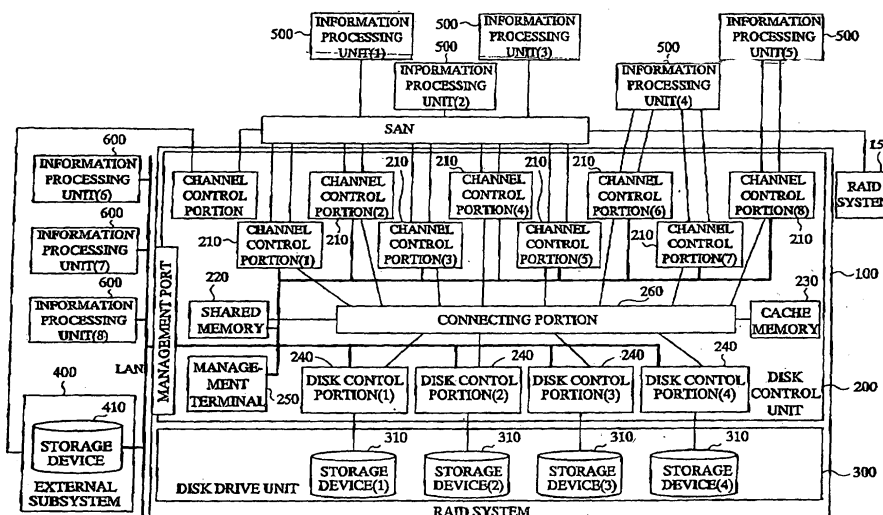 500
INFORMATION
PROCESSING
UNIT(1)
500
INFORMATION
PROCESSING
UNIT(3)
500
INFORMATION
PROCESSING
UNIT(2)
500
INFORMATION
PROCESSING
UNIT(4)
INFORMATION
PROCESSING
UNIT(5)
500
SAN
600
INFORMATION
PROCESSING
UNIT(6)
600
INFORMATION
PROCESSING
UNIT(7)
600
INFORMATION
PROCESSING
UNIT(8)
LAN
MANAGEMENT PORT
CHANNEL
CONTROL
PORTION
CHANNEL
CONTROL
PORTION(2)
210
210
CHANNEL
CONTROL
PORTION(4)
210
210
CHANNEL
CONTROL
PORTION(6)
210
CHANNEL
CONTROL
PORTION(8)
210
210
CHANNEL
CONTROL
PORTION(1)
CHANNEL
CONTROL
PORTION(3)
CHANNEL
CONTROL
PORTION(5)
210
CHANNEL
CONTROL
PORTION(7)
RAID
SYSTEM
100
220
SHARED
MEMORY
260
CONNECTING PORTION
230
CACHE
MEMORY
MANAGE-
MENT
TERMINAL
250
240
DISK CONTOL
PORTION(1)
240
DISK CONTOL
PORTION(2)
240
DISK CONTOL
PORTION(3)
240
DISK CONTOL
PORTION(4)
DISK
CONTROL
UNIT
200
400
410
STORAGE
DEVICE
EXTERNAL
SUBSYSTEM
DISK DRIVE UNIT
310
STORAGE
DEVICE(1)
310
STORAGE
DEVICE(2)
310
STORAGE
DEVICE(3)
310
STORAGE
DEVICE(4)
300
RAID SYSTEM